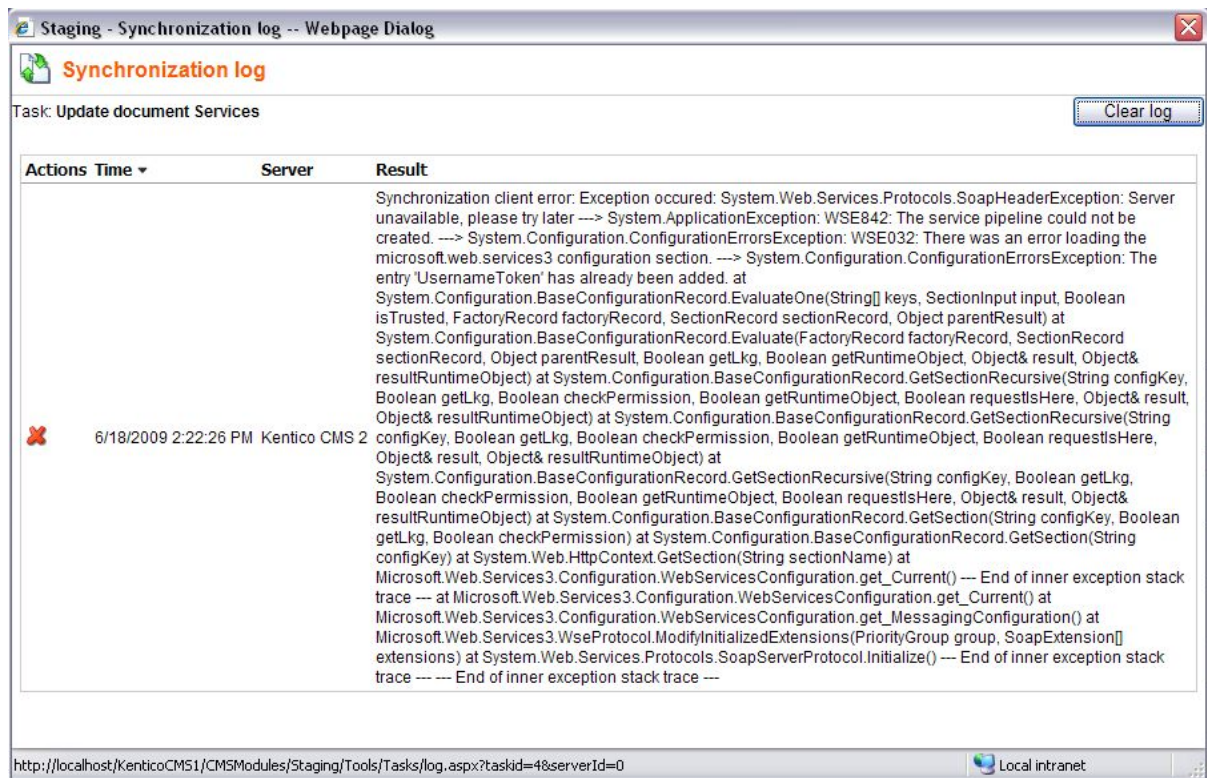 Staging - Synchronization log -- Webpage Dialog
Synchronization log
Task: Update document Services
Clear log
Actions Time Server Result
Synchronization client error: Exception occured: System.Web.Services.Protocols.SoapHeaderException: Server
unavailable, please try later ---> System.ApplicationException: WSE842: The service pipeline could not be
created. ---> System.Configuration.ConfigurationErrorsException: WSE032: There was an error loading the
microsoft.web.services3 configuration section. ---> System.Configuration.ConfigurationErrorsException: The
entry 'UsernameToken' has already been added. at
System.Configuration.BaseConfigurationRecord.EvaluateOne(String[] keys, SectionInput input, Boolean
isTrusted, FactoryRecord factoryRecord, SectionRecord sectionRecord, Object parentResult) at
System.Configuration.BaseConfigurationRecord.Evaluate(FactoryRecord factoryRecord, SectionRecord
sectionRecord, Object parentResult, Boolean getLkg, Boolean getRuntimeObject, Object& result, Object&
resultRuntimeObject) at System.Configuration.BaseConfigurationRecord.GetSectionRecursive(String configKey,
Boolean getLkg, Boolean checkPermission, Boolean getRuntimeObject, Boolean requestIsHere, Object& result,
Object& resultRuntimeObject) at System.Configuration.BaseConfigurationRecord.GetSectionRecursive(String
6/18/2009 2:22:26 PM Kentico CMS 2 configKey, Boolean getLkg, Boolean checkPermission, Boolean getRuntimeObject, Boolean requestIsHere,
Object& result, Object& resultRuntimeObject) at
System.Configuration.BaseConfigurationRecord.GetSectionRecursive(String configKey, Boolean getLkg,
Boolean checkPermission, Boolean getRuntimeObject, Boolean requestIsHere, Object& result, Object&
resultRuntimeObject) at System.Configuration.BaseConfigurationRecord.GetSection(String configKey, Boolean
getLkg, Boolean checkPermission) at System.Configuration.BaseConfigurationRecord.GetSection(String
configKey) at System.Web.HttpContext.GetSection(String sectionName) at
Microsoft.Web.Services3.Configuration.WebServicesConfiguration.get_Current() --- End of inner exception stack
trace --- at Microsoft.Web.Services3.Configuration.WebServicesConfiguration.get_Current() at
Microsoft.Web.Services3.Configuration.WebServicesConfiguration.get_MessagingConfiguration() at
Microsoft.Web.Services3.WseProtocol.ModifyInitializedExtensions(PriorityGroup group, SoapExtension[]
extensions) at System.Web.Services.Protocols.SoapServerProtocol.Initialize() --- End of inner exception stack
trace --- --- End of inner exception stack trace ---
http://localhost/KenticoCMS1/CMSModules/Staging/Tools/Tasks/log.aspx?taskid=4&serverId=0 Local intranet